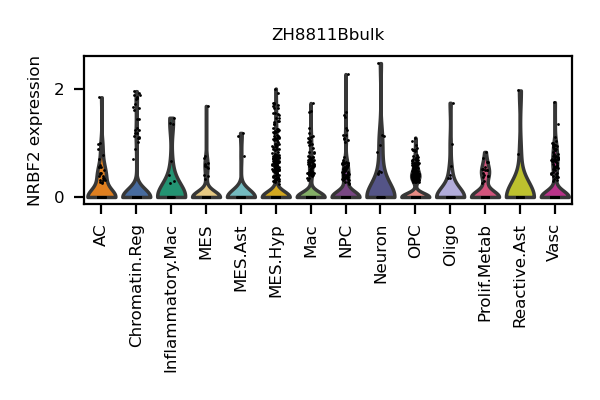 ZH8811Bbulk
NRBF2 expression
2
0
AC
Chromatin.Reg
Inflammatory.Mac
MES
MES.Ast
MES.Hyp
Mac
NPC
Neuron
OPC
Oligo
Prolif.Metab
Reactive.Ast
Vasc